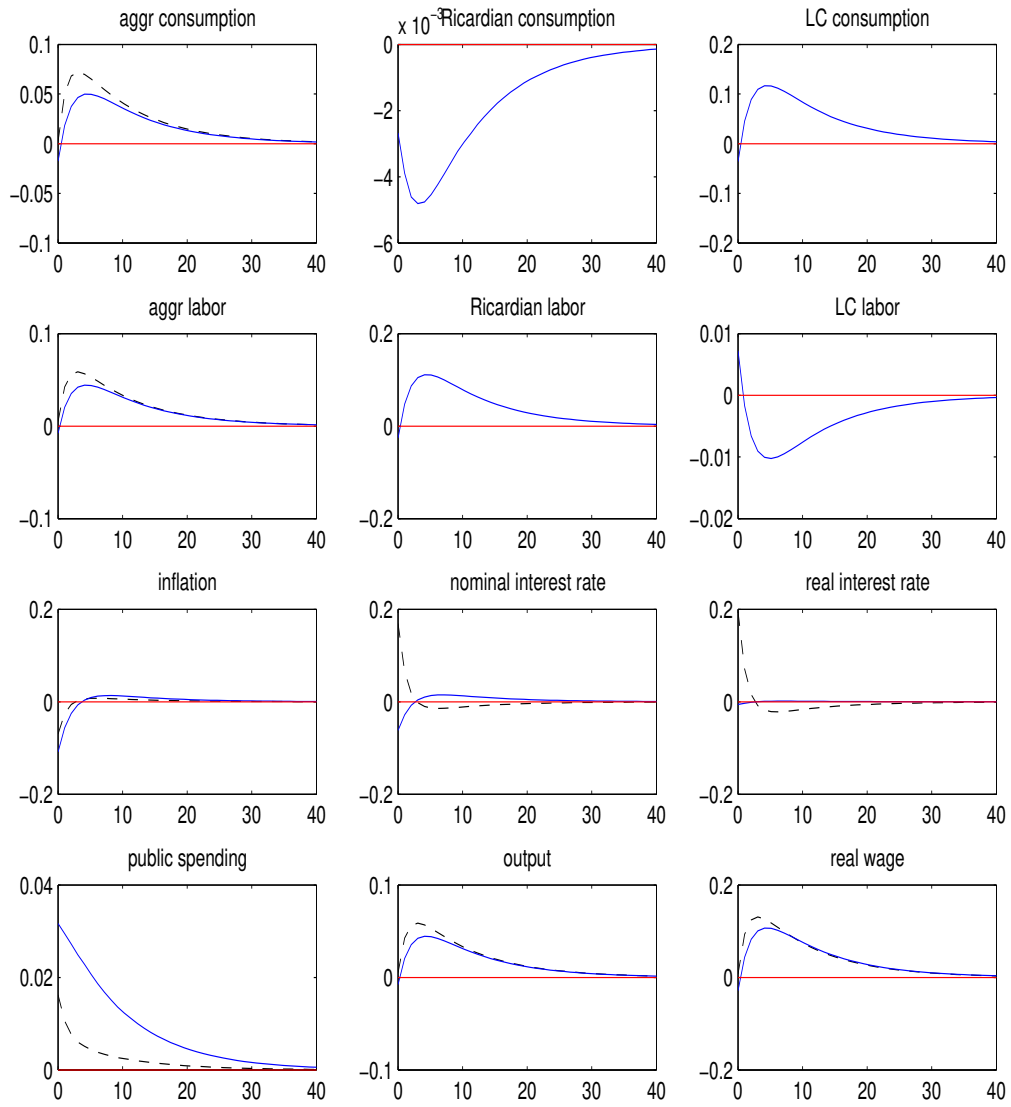 aggr consumption
0.1
0.05
0
−0.05
−0.1
0 10 20 30 40
Ricardian consumption
x 10⁻³
0
−2
−4
−6
0 10 20 30 40
LC consumption
0.2
0.1
0
−0.1
−0.2
0 10 20 30 40
aggr labor
0.1
0
−0.1
0 10 20 30 40
Ricardian labor
0.2
0
−0.2
0 10 20 30 40
LC labor
0.01
0
−0.01
−0.02
0 10 20 30 40
inflation
0.2
0
−0.2
0 10 20 30 40
nominal interest rate
0.2
0
−0.2
0 10 20 30 40
real interest rate
0.2
0
−0.2
0 10 20 30 40
public spending
0.04
0.02
0
0 10 20 30 40
output
0.1
0
−0.1
0 10 20 30 40
real wage
0.2
0
−0.2
0 10 20 30 40